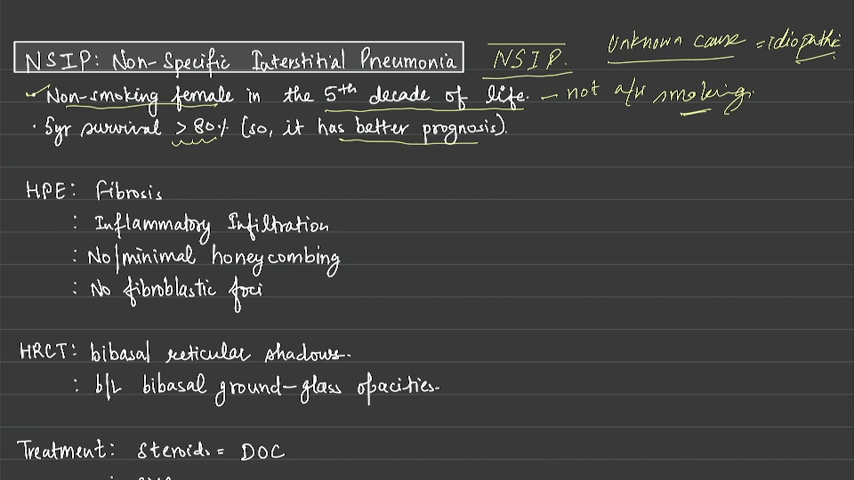 NSIP: Non-Specific Interstitial Pneumonia NSIP. Unknown cause = idiopathic
Non-smoking female in the 5th decade of life. - not a/w smoking.
· 5yr survival > 80% (so, it has better prognosis).
HPE: Fibrosis
: Inflammatory Infiltration
: No/minimal honeycombing
: No fibroblastic foci
HRCT: bibasal reticular shadows.
: b/L bibasal ground-glass opacities.
Treatment: Steroids = DOC